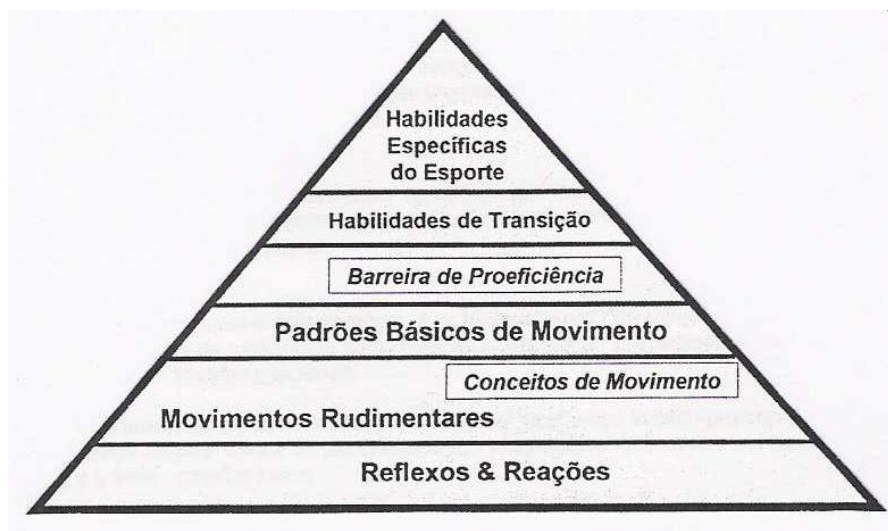 Habilidades
Específicas
do Esporte
Habilidades de Transição
Barreira de Proeficiência
Padrões Básicos de Movimento
Conceitos de Movimento
Movimentos Rudimentares
Reflexos & Reações